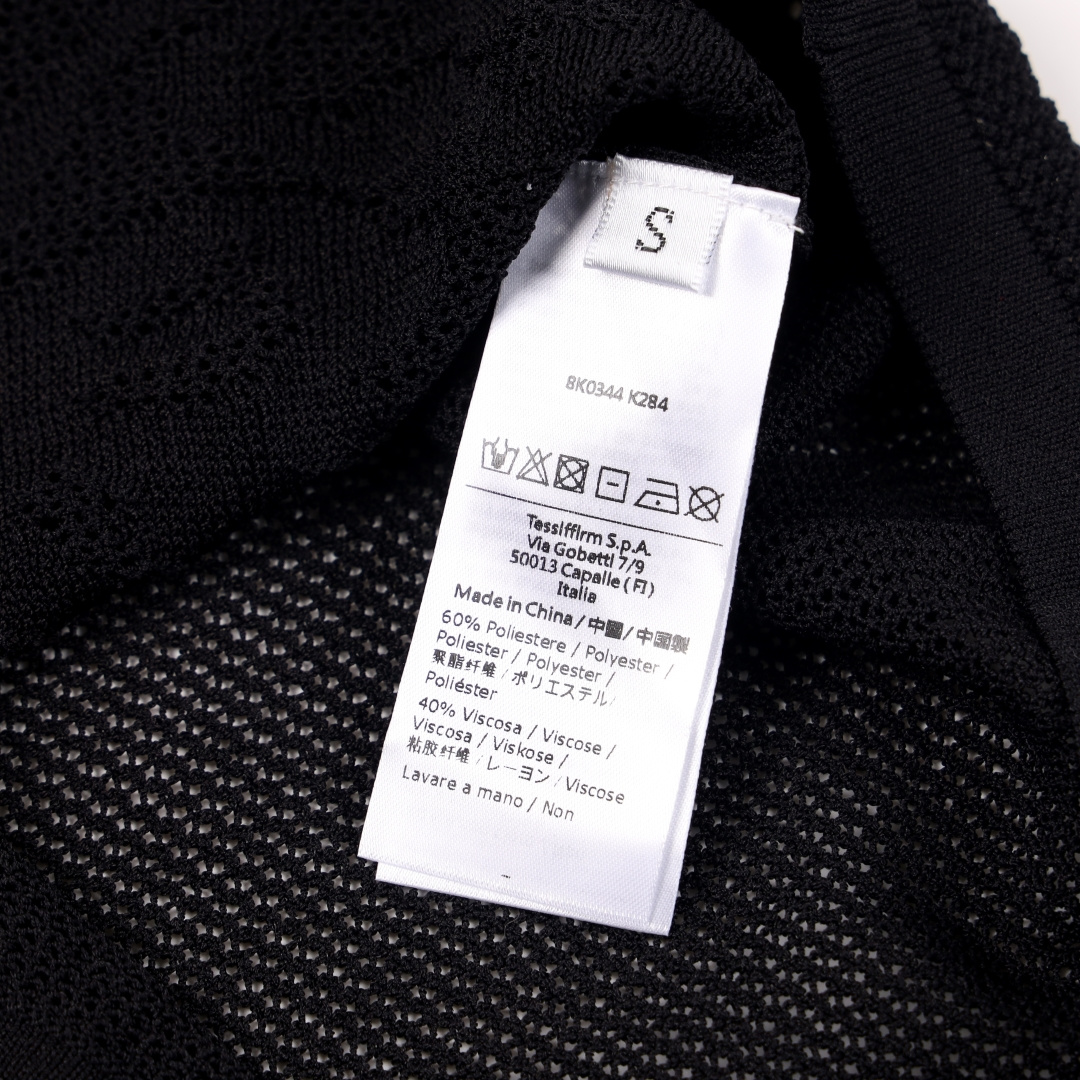 S
8K0344 K284
Tessilfirm S.p.A.
Via Gobetti 7/9
50013 Capalle (FI)
Italia
Made in China / 中國 / 中国製
60% Poliestere / Polyester /
Poliester / Polyester /
聚酯纤维 / ポリエステル/
Poliéster
40% Viscosa / Viscose /
Viscosa / Viskose /
粘胶纤维 / レーヨン / Viscose
Lavare a mano / Non